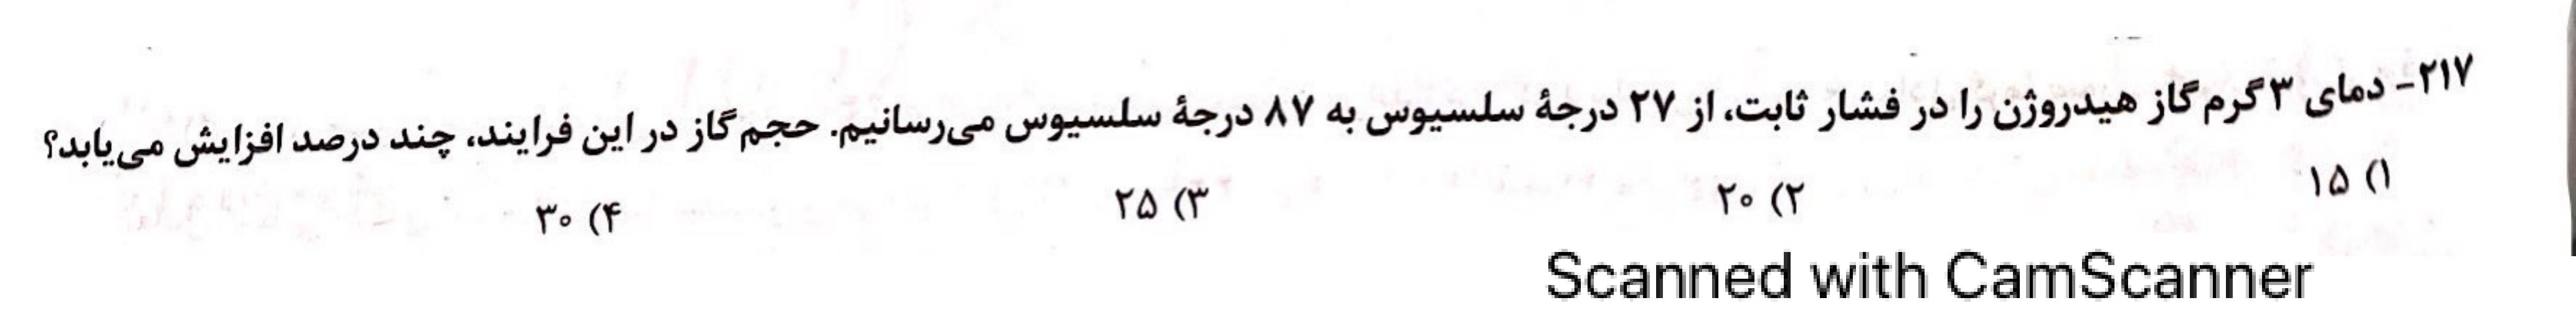 ۲۱۷- دمای ۳ گرم گاز هیدروژن را در فشار ثابت، از ۲۷ درجهٔ سلسیوس به ۸۷ درجهٔ سلسیوس می‌رسانیم. حجم گاز در این فرایند، چند درصد افزایش می‌یابد؟
۱) ۱۵ ۲) ۲۰ ۳) ۲۵ ۴) ۳۰
Scanned with CamScanner